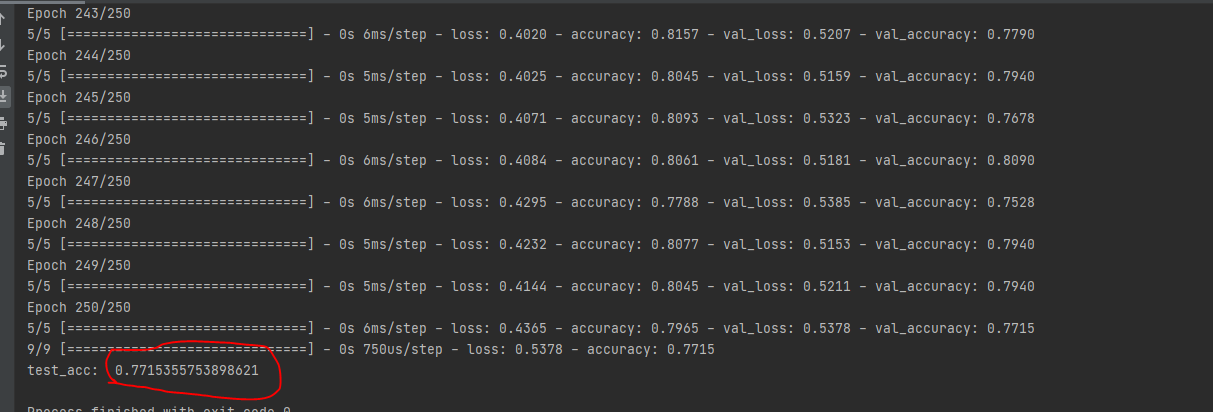 Epoch 243/250
5/5 [==============================] - 0s 6ms/step - loss: 0.4020 - accuracy: 0.8157 - val_loss: 0.5207 - val_accuracy: 0.7790
Epoch 244/250
5/5 [==============================] - 0s 5ms/step - loss: 0.4025 - accuracy: 0.8045 - val_loss: 0.5159 - val_accuracy: 0.7940
Epoch 245/250
5/5 [==============================] - 0s 5ms/step - loss: 0.4071 - accuracy: 0.8093 - val_loss: 0.5323 - val_accuracy: 0.7678
Epoch 246/250
5/5 [==============================] - 0s 6ms/step - loss: 0.4084 - accuracy: 0.8061 - val_loss: 0.5181 - val_accuracy: 0.8090
Epoch 247/250
5/5 [==============================] - 0s 6ms/step - loss: 0.4295 - accuracy: 0.7788 - val_loss: 0.5385 - val_accuracy: 0.7528
Epoch 248/250
5/5 [==============================] - 0s 5ms/step - loss: 0.4232 - accuracy: 0.8077 - val_loss: 0.5153 - val_accuracy: 0.7940
Epoch 249/250
5/5 [==============================] - 0s 5ms/step - loss: 0.4144 - accuracy: 0.8045 - val_loss: 0.5211 - val_accuracy: 0.7940
Epoch 250/250
5/5 [==============================] - 0s 6ms/step - loss: 0.4365 - accuracy: 0.7965 - val_loss: 0.5378 - val_accuracy: 0.7715
9/9 [==============================] - 0s 750us/step - loss: 0.5378 - accuracy: 0.7715
test_acc:  0.7715355753898621
Process finished with exit code 0